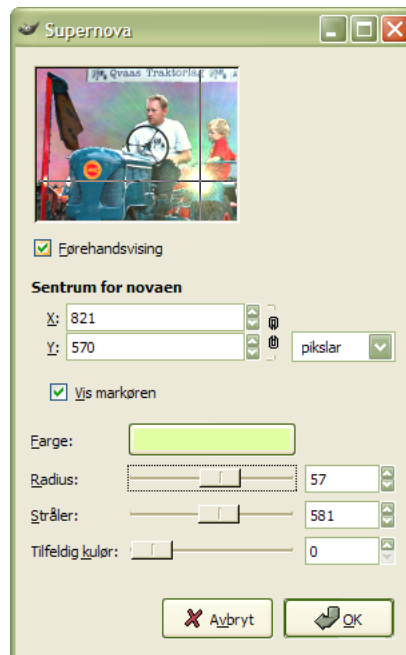 Supernova
Qvaas Traktorlag
Førehandsvising
Sentrum for novaen
X: 821
Y: 570 pikslar
Vis markøren
Farge:
Radius: 57
Stråler: 581
Tilfeldig kulør: 0
Avbryt OK